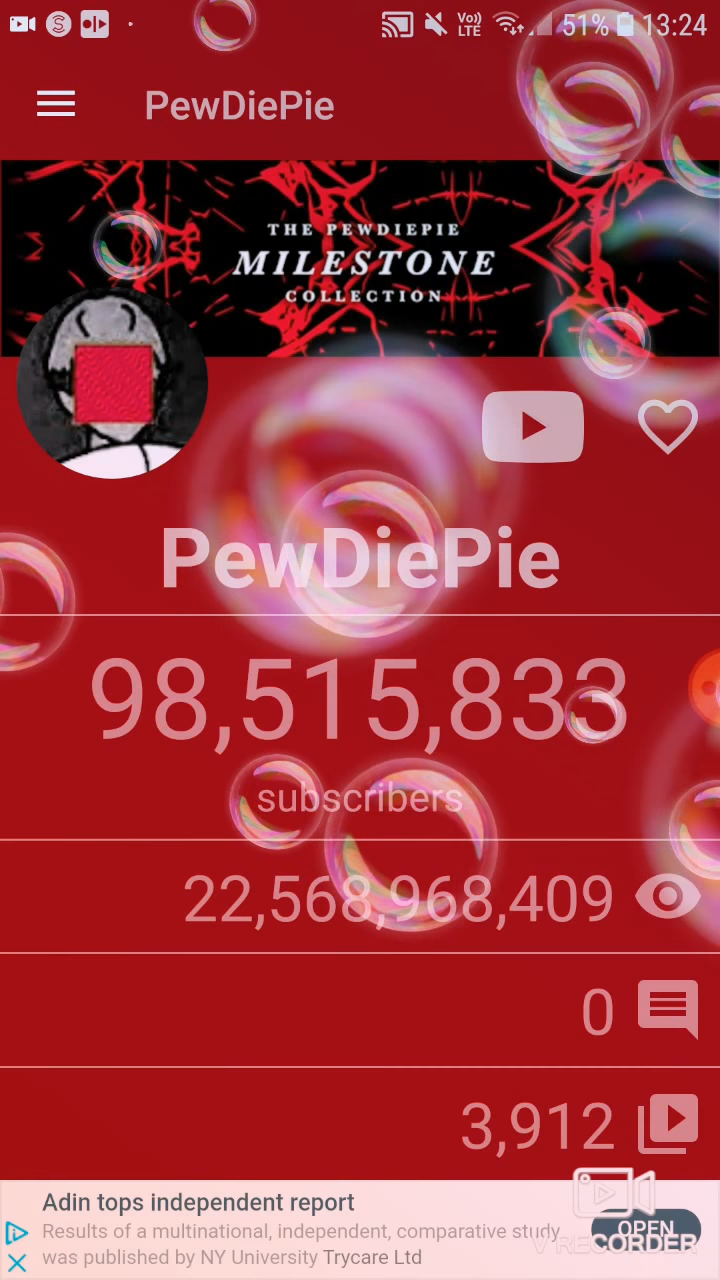 Vo)) LTE 51% 13:24
PewDiePie
THE PEWDIEPIE
MILESTONE
COLLECTION
PewDiePie
98,515,833
subscribers
22,568,968,409
0
3,912
Adin tops independent report
Results of a multinational, independent, comparative study
was published by NY University Trycare Ltd
OPEN
V RECORDER